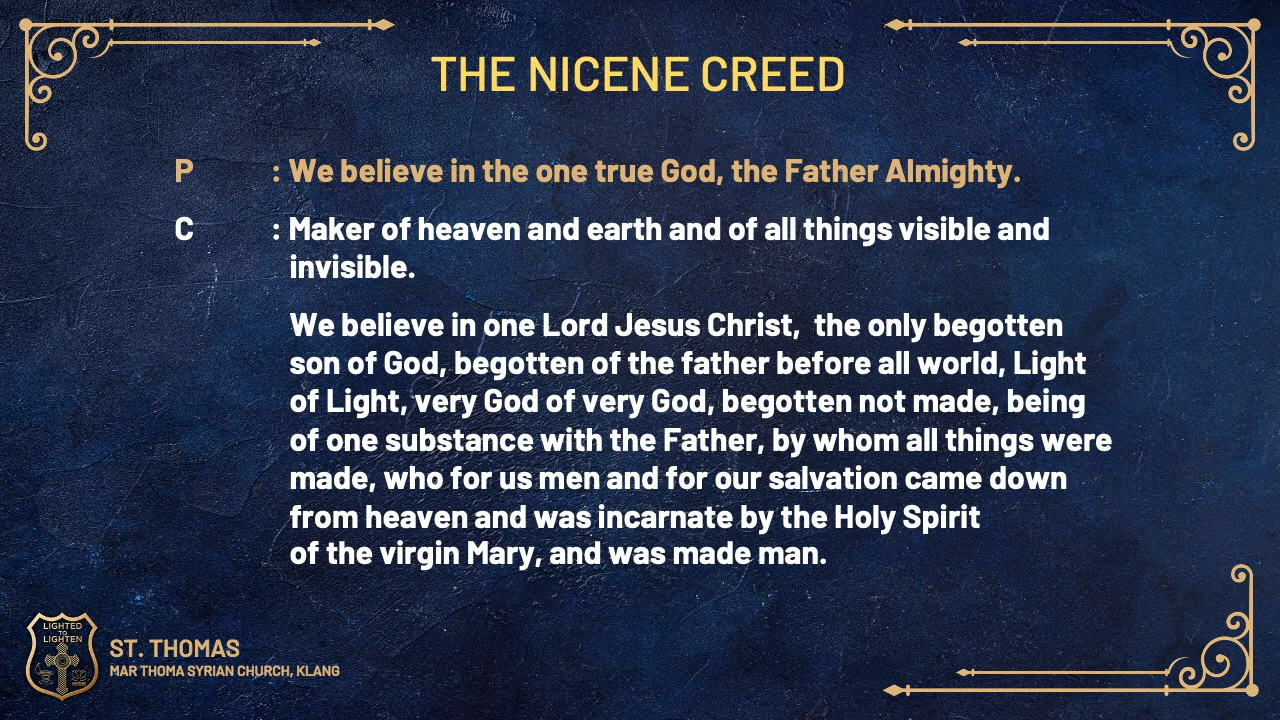 THE NICENE CREED
P : We believe in the one true God, the Father Almighty.
C : Maker of heaven and earth and of all things visible and
invisible.
We believe in one Lord Jesus Christ,  the only begotten
son of God, begotten of the father before all world, Light
of Light, very God of very God, begotten not made, being
of one substance with the Father, by whom all things were
made, who for us men and for our salvation came down
from heaven and was incarnate by the Holy Spirit
of the virgin Mary, and was made man.
LIGHTED
TO
LIGHTEN
ST. THOMAS
MAR THOMA SYRIAN CHURCH, KLANG